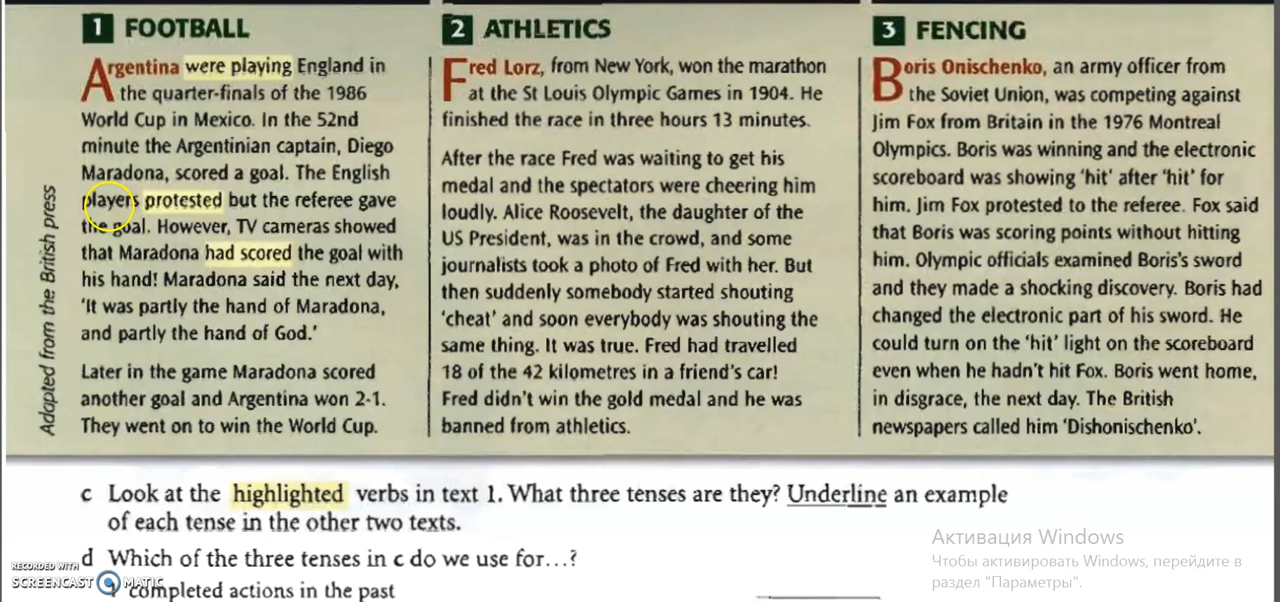 1 FOOTBALL
Argentina were playing England in
the quarter-finals of the 1986
World Cup in Mexico. In the 52nd
minute the Argentinian captain, Diego
Maradona, scored a goal. The English
players protested but the referee gave
the goal. However, TV cameras showed
that Maradona had scored the goal with
his hand! Maradona said the next day,
'It was partly the hand of Maradona,
and partly the hand of God.'
Later in the game Maradona scored
another goal and Argentina won 2-1.
They went on to win the World Cup.
Adapted from the British press
2 ATHLETICS
Fred Lorz, from New York, won the marathon
at the St Louis Olympic Games in 1904. He
finished the race in three hours 13 minutes.
After the race Fred was waiting to get his
medal and the spectators were cheering him
loudly. Alice Roosevelt, the daughter of the
US President, was in the crowd, and some
journalists took a photo of Fred with her. But
then suddenly somebody started shouting
'cheat' and soon everybody was shouting the
same thing. It was true. Fred had travelled
18 of the 42 kilometres in a friend's car!
Fred didn't win the gold medal and he was
banned from athletics.
3 FENCING
Boris Onischenko, an army officer from
the Soviet Union, was competing against
Jim Fox from Britain in the 1976 Montreal
Olympics. Boris was winning and the electronic
scoreboard was showing 'hit' after 'hit' for
him. Jim Fox protested to the referee. Fox said
that Boris was scoring points without hitting
him. Olympic officials examined Boris's sword
and they made a shocking discovery. Boris had
changed the electronic part of his sword. He
could turn on the 'hit' light on the scoreboard
even when he hadn't hit Fox. Boris went home,
in disgrace, the next day. The British
newspapers called him 'Dishonischenko'.
c Look at the highlighted verbs in text 1. What three tenses are they? Underline an example
of each tense in the other two texts.
d Which of the three tenses in c do we use for...?
1 completed actions in the past
Активация Windows
Чтобы активировать Windows, перейдите в
раздел "Параметры".
RECORDED WITH
SCREENCAST MATIC